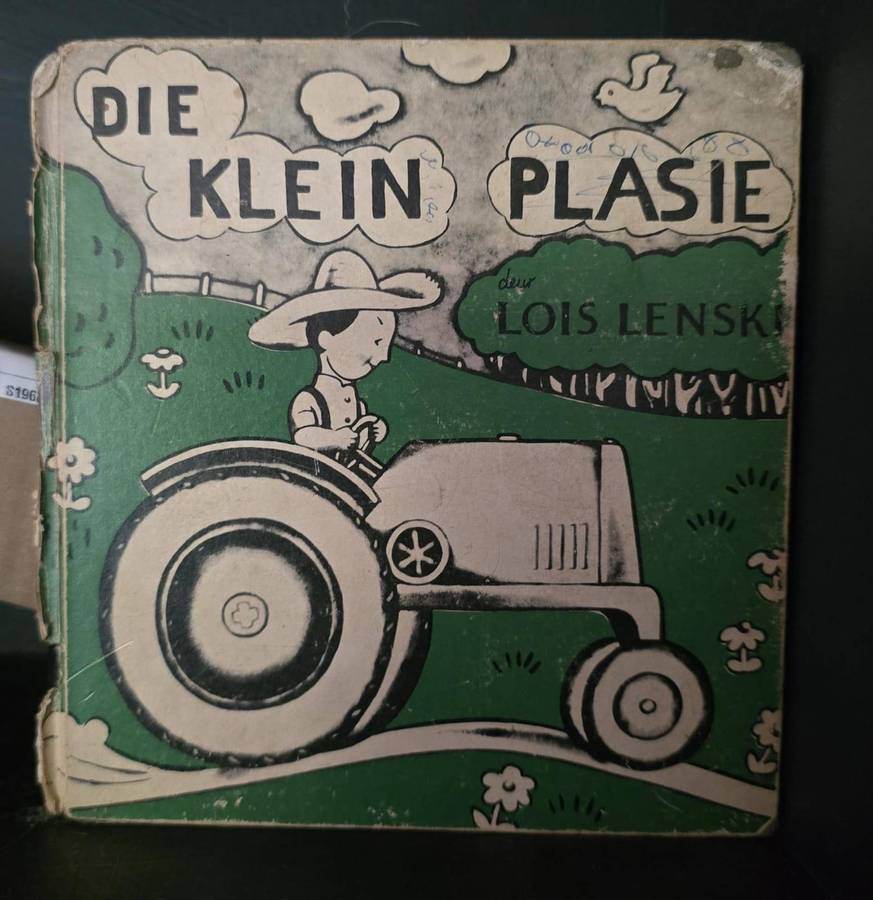 DIE
KLEIN PLASIE
deur
LOIS LENSKI